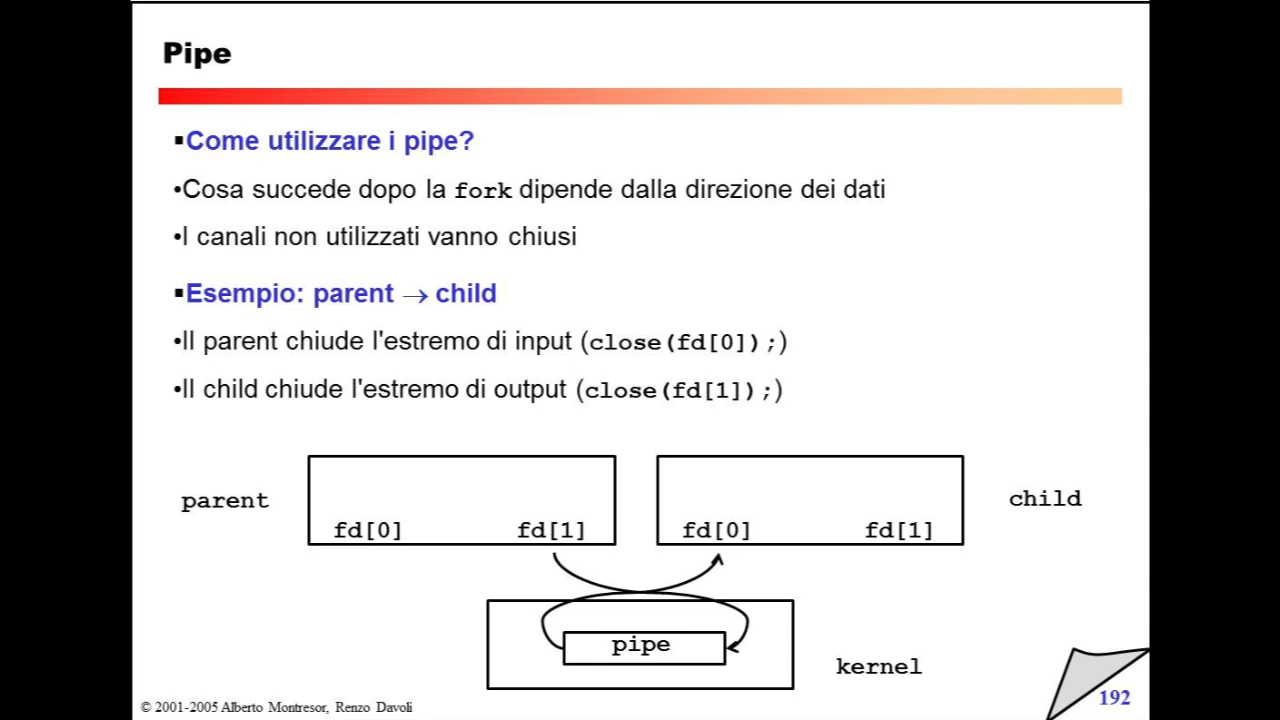 Pipe
▪Come utilizzare i pipe?
•Cosa succede dopo la fork dipende dalla direzione dei dati
•I canali non utilizzati vanno chiusi
▪Esempio: parent → child
•Il parent chiude l'estremo di input (close(fd[0]);)
•Il child chiude l'estremo di output (close(fd[1]);)
parent
fd[0] fd[1]
fd[0] fd[1]
child
pipe
kernel
© 2001-2005 Alberto Montresor, Renzo Davoli
192